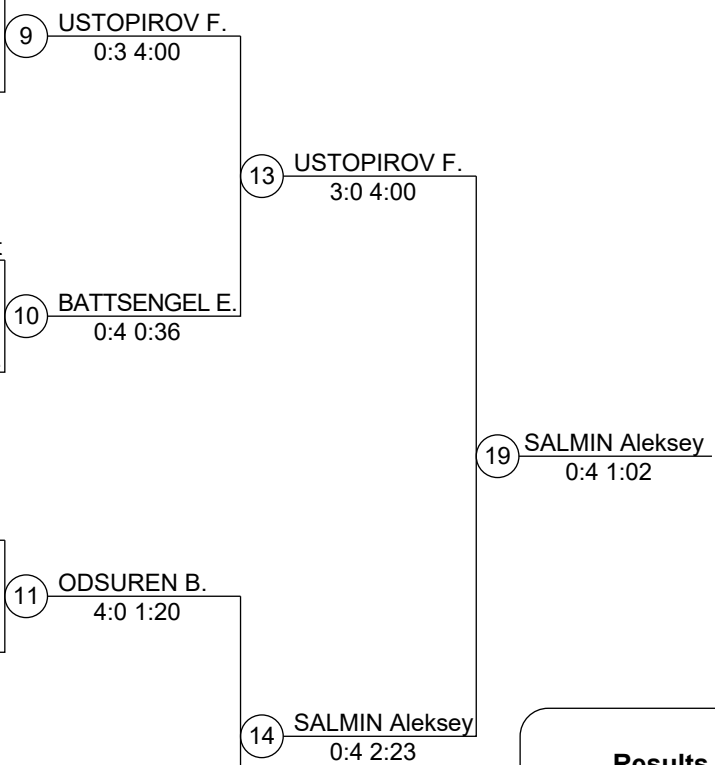 9
USTOPIROV F.
0:3 4:00
13
USTOPIROV F.
3:0 4:00
10
BATTSENGEL E.
0:4 0:36
19
SALMIN Aleksey
0:4 1:02
11
ODSUREN B.
4:0 1:20
14
SALMIN Aleksey
0:4 2:23
Results